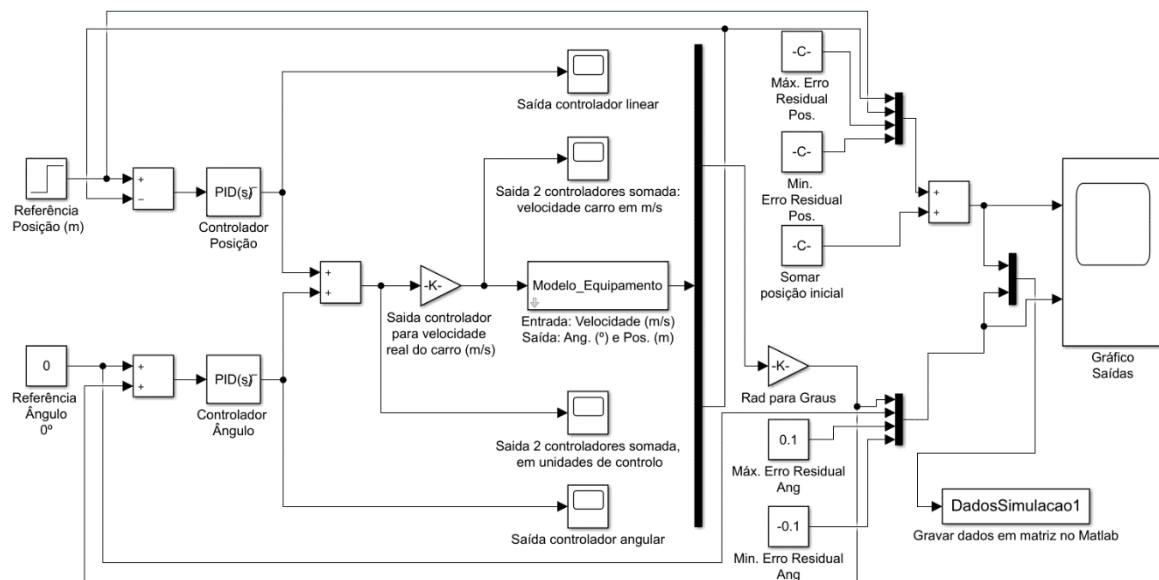 -C-
Máx. Erro
Residual
Pos.
Saída controlador linear
-C-
Min.
Erro Residual
Pos.
Saida 2 controladores somada:
velocidade carro em m/s
+
−
PID(s)
Referência
Posição (m)
Controlador
Posição
+
+
-C-
Somar
posição inicial
+
+
-K-
Modelo_Equipamento
Saida controlador
para velocidade
real do carro (m/s)
Entrada: Velocidade (m/s)
Saída: Ang. (º) e Pos. (m)
Gráfico
Saídas
0
+
+
PID(s)
-K-
Referência
Ângulo
0º
Controlador
Ângulo
Rad para Graus
Saida 2 controladores somada,
em unidades de controlo
0.1
Máx. Erro Residual
Ang
DadosSimulacao1
Gravar dados em matriz no Matlab
-0.1
Saída controlador angular
Min. Erro Residual
Ang